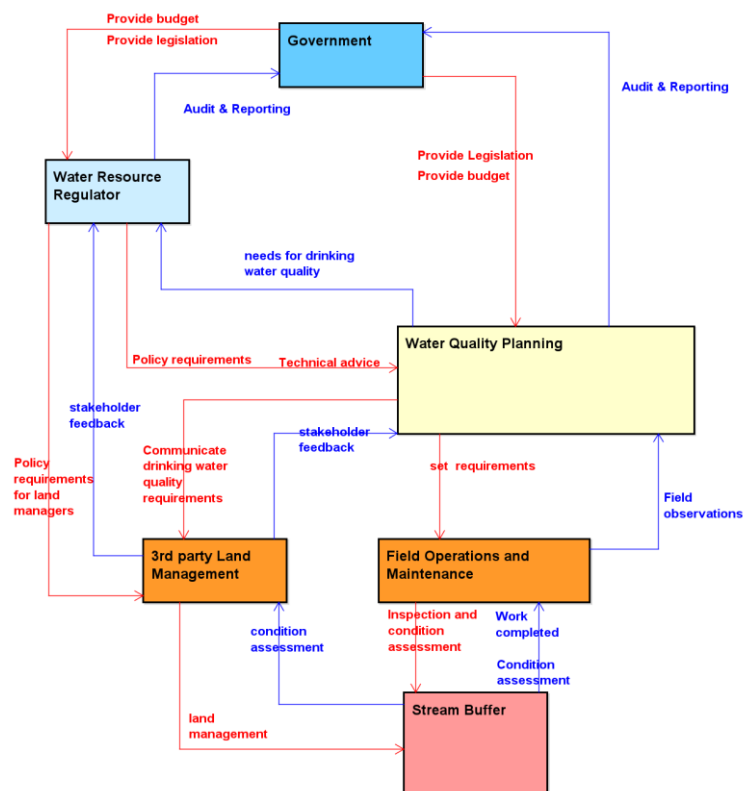 Provide budget
Provide legislation
Government
Audit & Reporting
Audit & Reporting
Provide Legislation
Provide budget
Water Resource
Regulator
needs for drinking
water quality
Water Quality Planning
Policy requirements
Technical advice
stakeholder
feedback
stakeholder
feedback
Communicate
drinking water
quality
requirements
Policy
requirements
for land
managers
set  requirements
Field
observations
3rd party Land
Management
Field Operations and
Maintenance
condition
assessment
Inspection and
condition
assessment
Work
completed
Condition
assessment
land
management
Stream Buffer